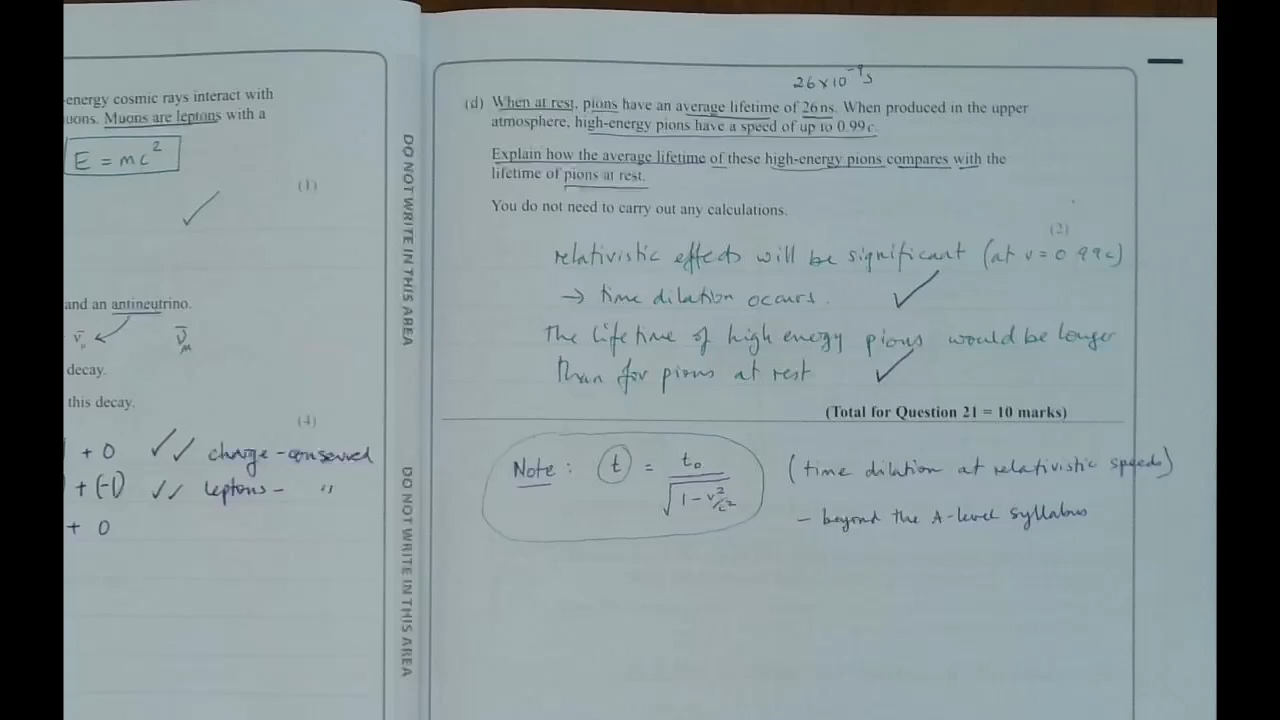 -energy cosmic rays interact with
uons. Muons are leptons with a
E = mc²
(1)
and an antineutrino.
ν̄μ ν̄μ
decay.
this decay.
(4)
+ 0 ✓✓ charge - conserved
+ (-1) ✓✓ leptons - "
+ 0
DO NOT WRITE IN THIS AREA
DO NOT WRITE IN THIS AREA
26×10⁻⁹s
(d) When at rest, pions have an average lifetime of 26 ns. When produced in the upper
atmosphere, high-energy pions have a speed of up to 0.99c.
Explain how the average lifetime of these high-energy pions compares with the
lifetime of pions at rest.
You do not need to carry out any calculations.
(2)
relativistic effects will be significant (at v = 0.99c)
→ time dilation occurs.
The lifetime of high energy pions would be longer
than for pions at rest
(Total for Question 21 = 10 marks)
Note: t = t₀ / √(1 - v²/c²) (time dilation at relativistic speeds)
- beyond the A-level syllabus